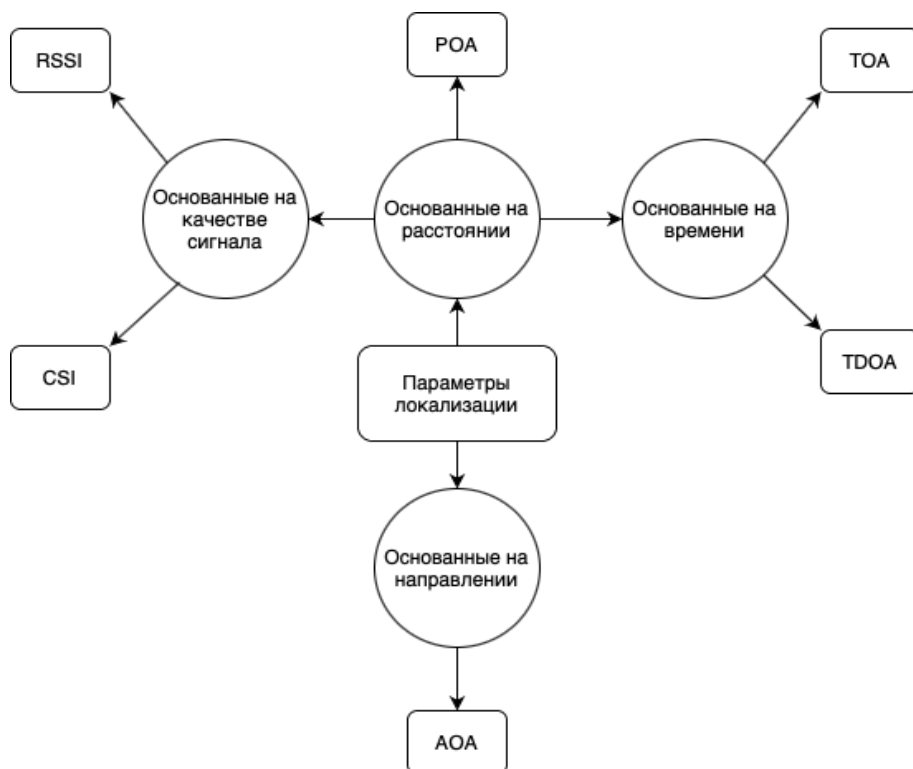 RSSI
POA
TOA
Основанные на
качестве
сигнала
Основанные на
расстоянии
Основанные на
времени
CSI
Параметры
локализации
TDOA
Основанные на
направлении
AOA